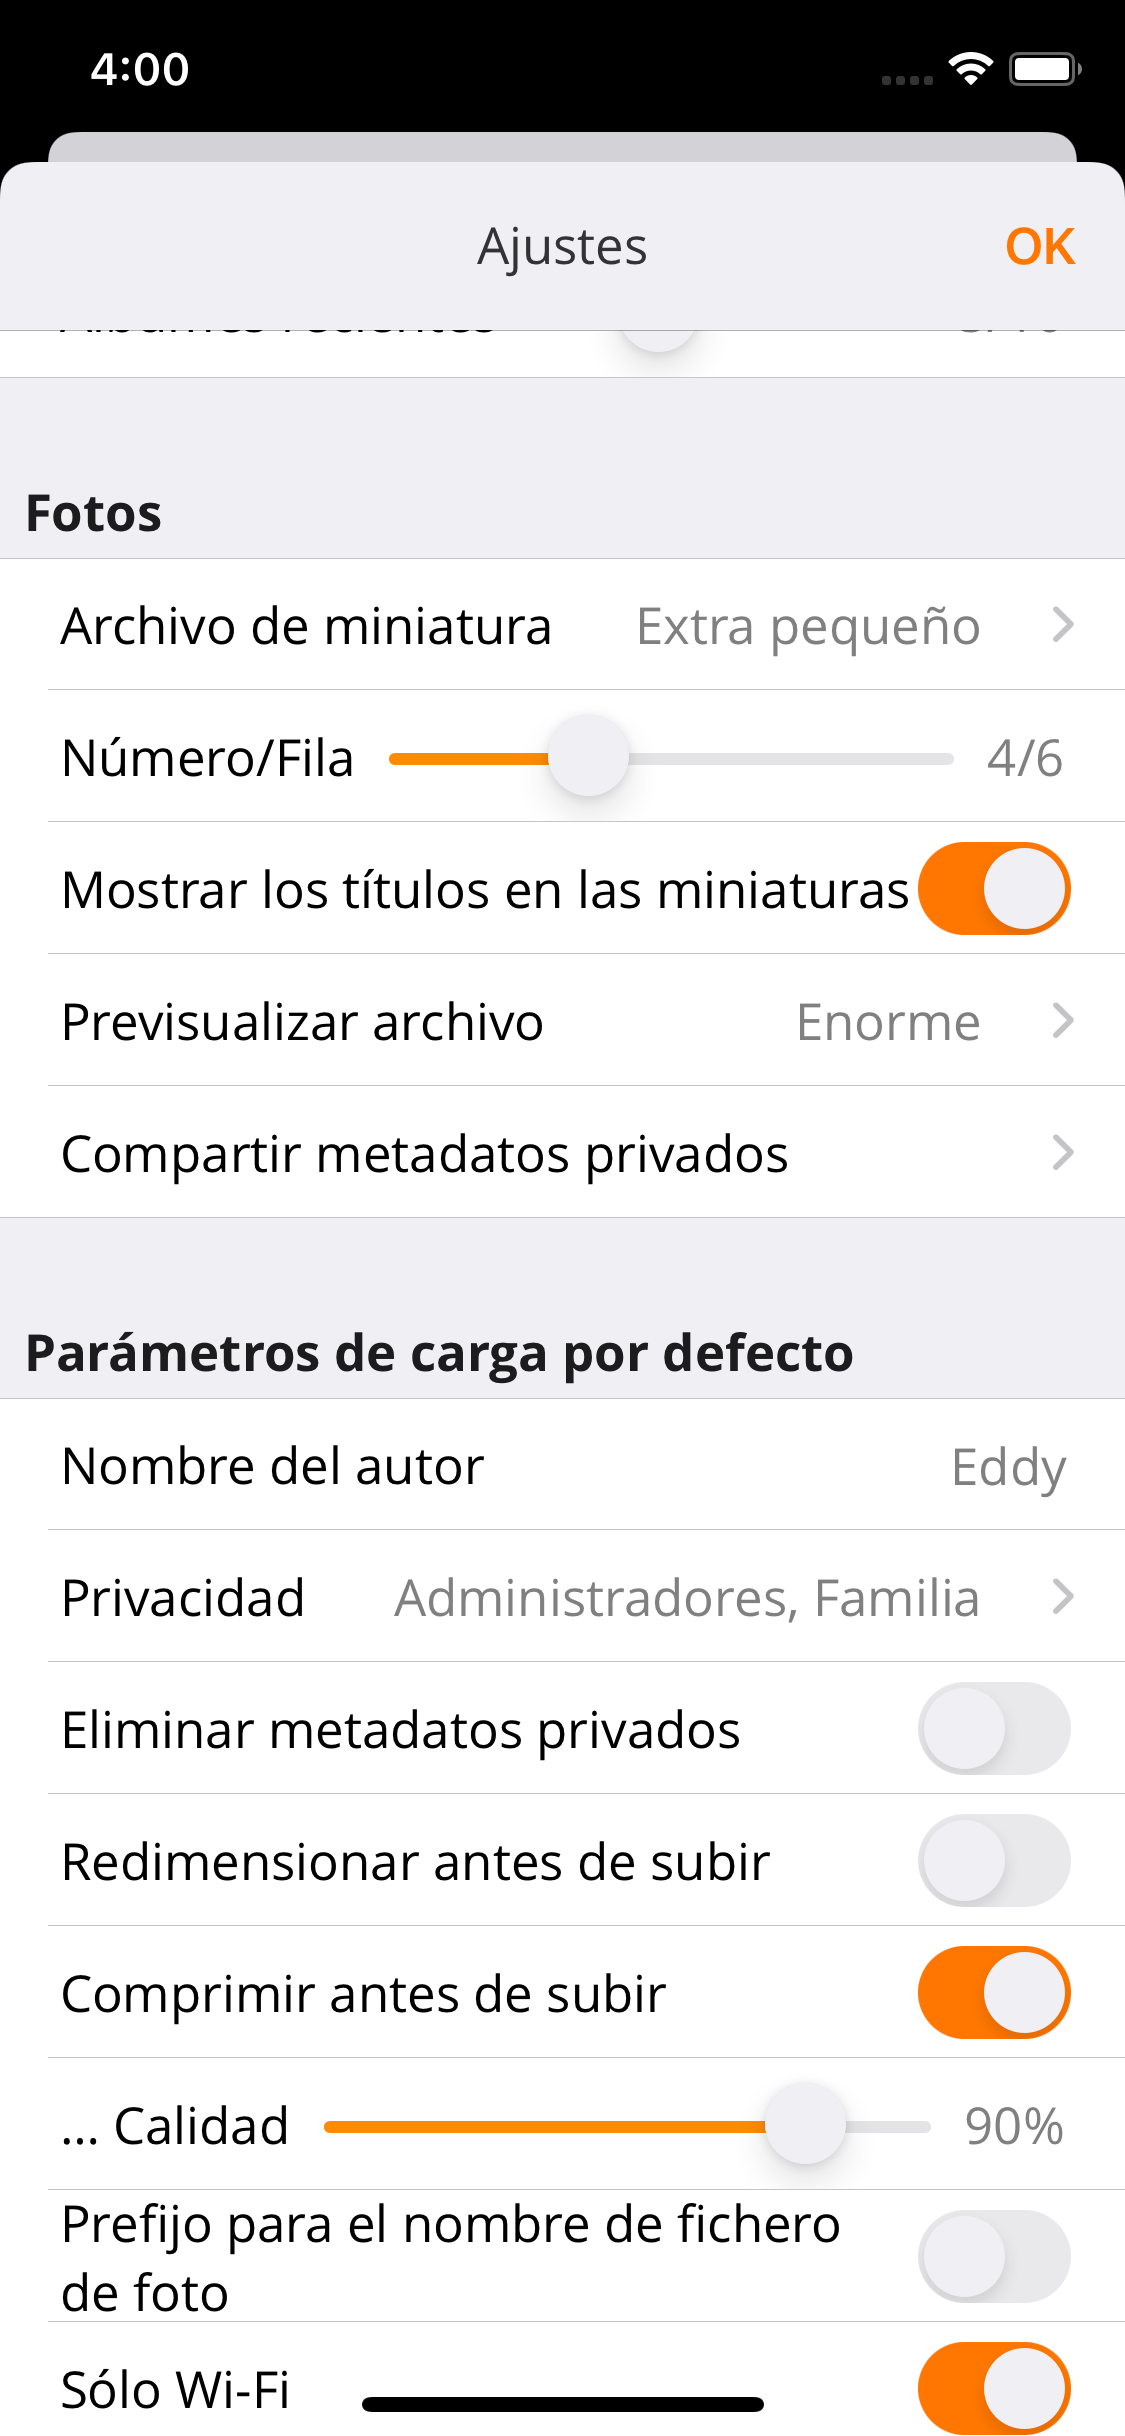 4:00
Ajustes
OK
Fotos
Archivo de miniatura
Extra pequeño
Número/Fila
4/6
Mostrar los títulos en las miniaturas
Previsualizar archivo
Enorme
Compartir metadatos privados
Parámetros de carga por defecto
Nombre del autor
Eddy
Privacidad
Administradores, Familia
Eliminar metadatos privados
Redimensionar antes de subir
Comprimir antes de subir
... Calidad
90%
Prefijo para el nombre de fichero
de foto
Sólo Wi-Fi